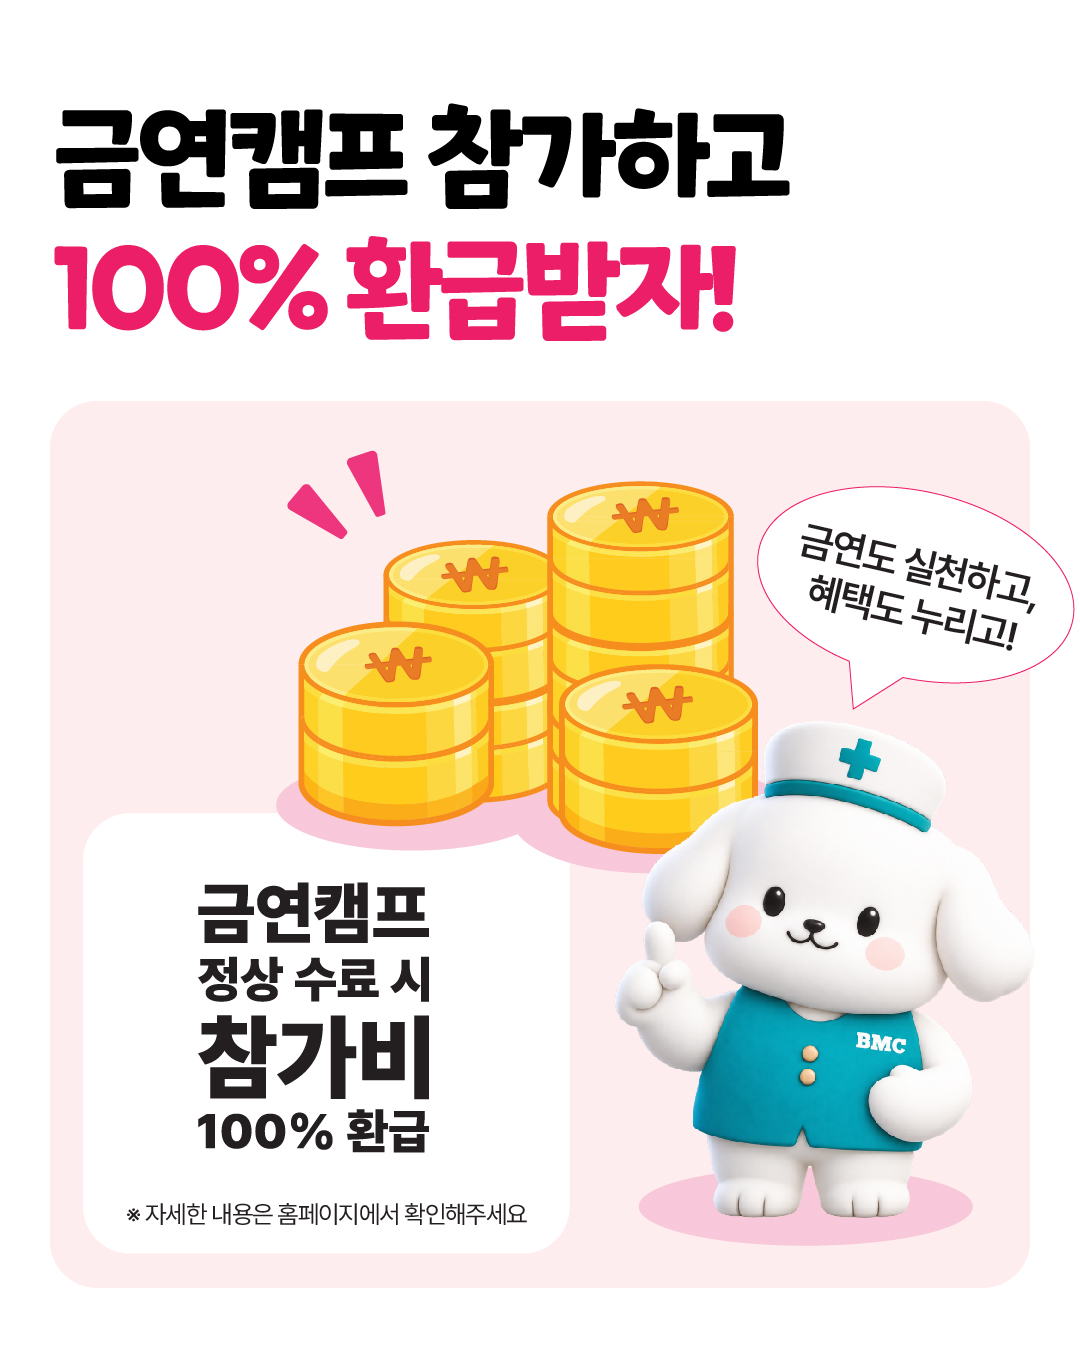 금연캠프 참가하고
100% 환급받자!
금연도 실천하고,
혜택도 누리고!
금연캠프
정상 수료 시
참가비
100% 환급
※ 자세한 내용은 홈페이지에서 확인해주세요
BMC